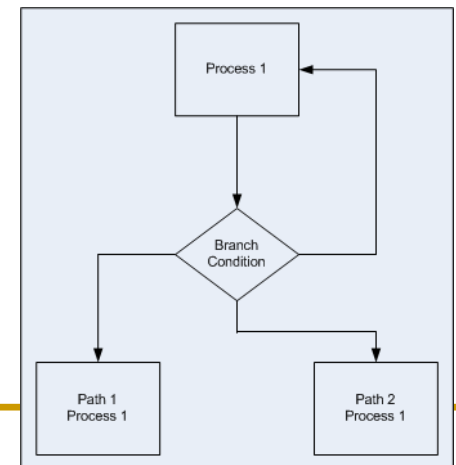 Process 1
Branch
Condition
Path 1
Process 1
Path 2
Process 1